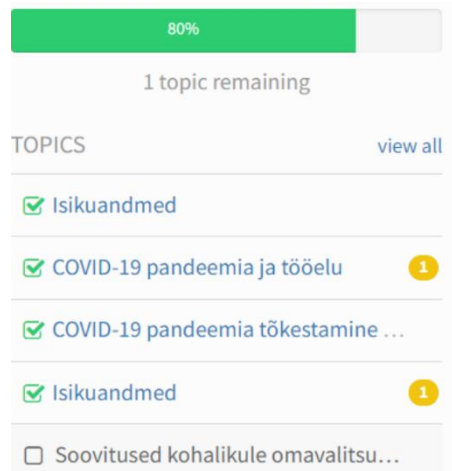 80%
1 topic remaining
TOPICS view all
Isikuandmed
COVID-19 pandeemia ja tööelu 1
COVID-19 pandeemia tõkestamine ...
Isikuandmed 1
Soovitused kohalikule omavalitsu...